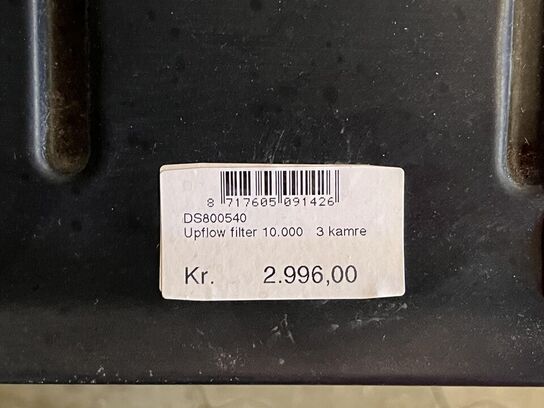 8 717605 091426
DS800540
Upflow filter 10.000 3 kamre
Kr. 2.996,00